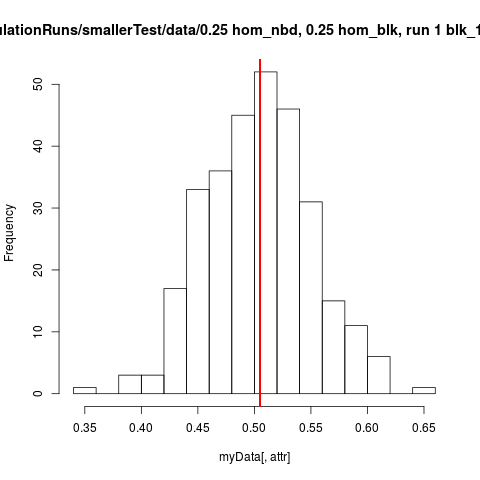 ulationRuns/smallerTest/data/0.25 hom_nbd, 0.25 hom_blk, run 1 blk_1
Frequency
50
40
30
20
10
0
0.35 0.40 0.45 0.50 0.55 0.60 0.65
myData[, attr]